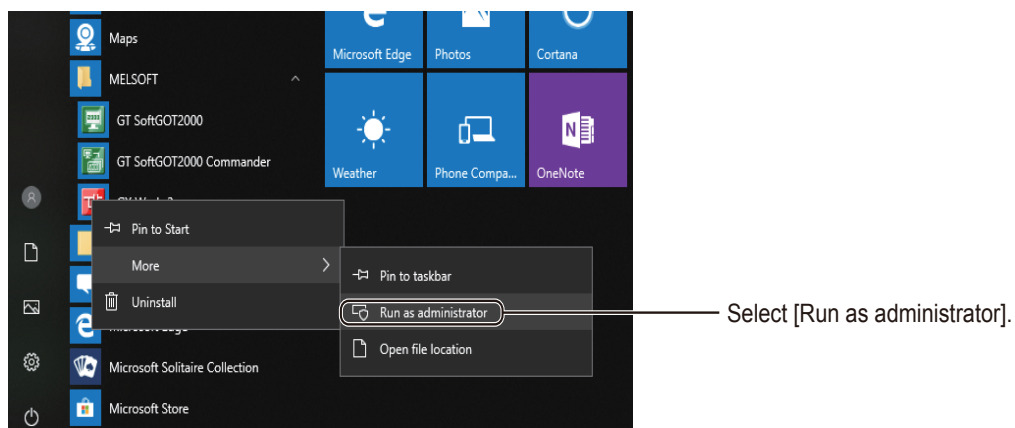 Maps
MELSOFT
GT SoftGOT2000
GT SoftGOT2000 Commander
Pin to Start
More
Uninstall
Microsoft Solitaire Collection
Microsoft Store
Microsoft Edge
Photos
Cortana
Weather
Phone Compa...
OneNote
N
Pin to taskbar
Run as administrator
Open file location
Select [Run as administrator].